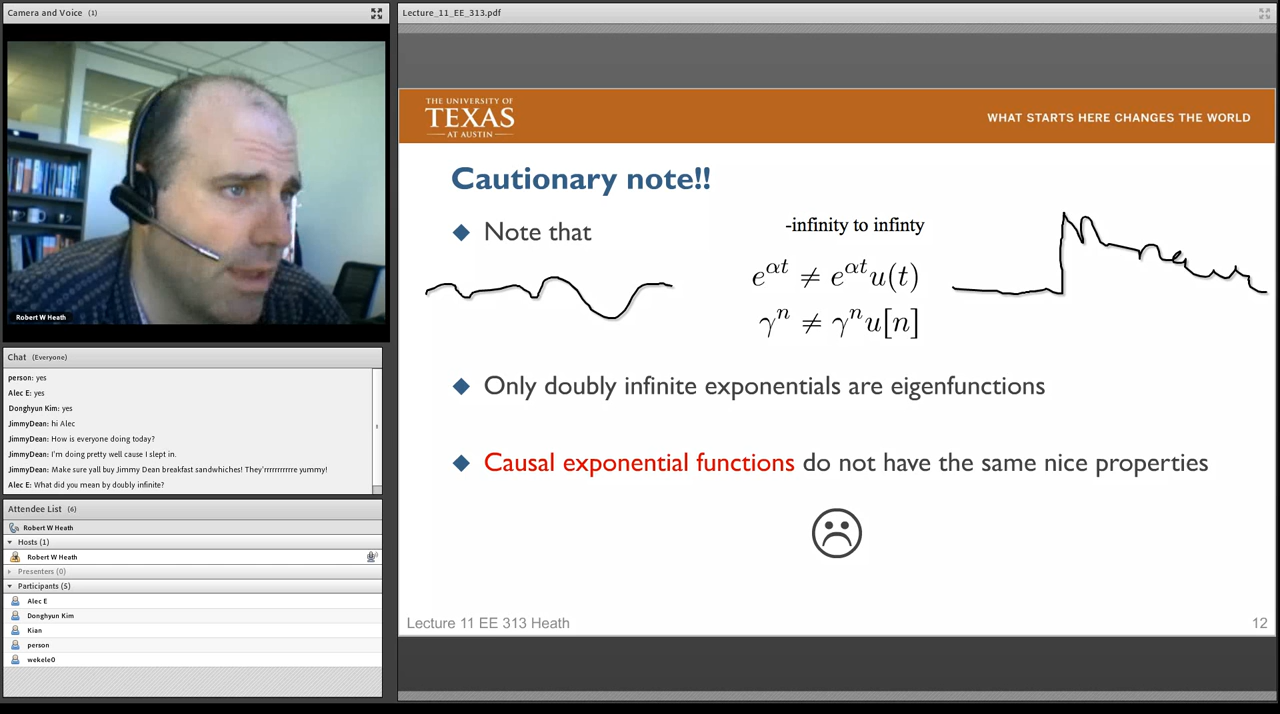 Camera and Voice (1)
Robert W Heath
Chat (Everyone)
person: yes
Alec E: yes
Donghyun Kim: yes
JimmyDean: hi Alec
JimmyDean: How is everyone doing today?
JimmyDean: I'm doing pretty well cause I slept in.
JimmyDean: Make sure yall buy Jimmy Dean breakfast sandwhiches! They'rrrrrrrrrrre yummy!
Alec E: What did you mean by doubly infinite?
Attendee List (6)
Robert W Heath
Hosts (1)
Robert W Heath
Presenters (0)
Participants (5)
Alec E
Donghyun Kim
Kian
person
wekele0
Lecture_11_EE_313.pdf
THE UNIVERSITY OF
TEXAS
AT AUSTIN
WHAT STARTS HERE CHANGES THE WORLD
Cautionary note!!
Note that
-infinity to infinty
e^{αt} ≠ e^{αt}u(t)
γ^n ≠ γ^n u[n]
Only doubly infinite exponentials are eigenfunctions
Causal exponential functions do not have the same nice properties
Lecture 11 EE 313 Heath
12